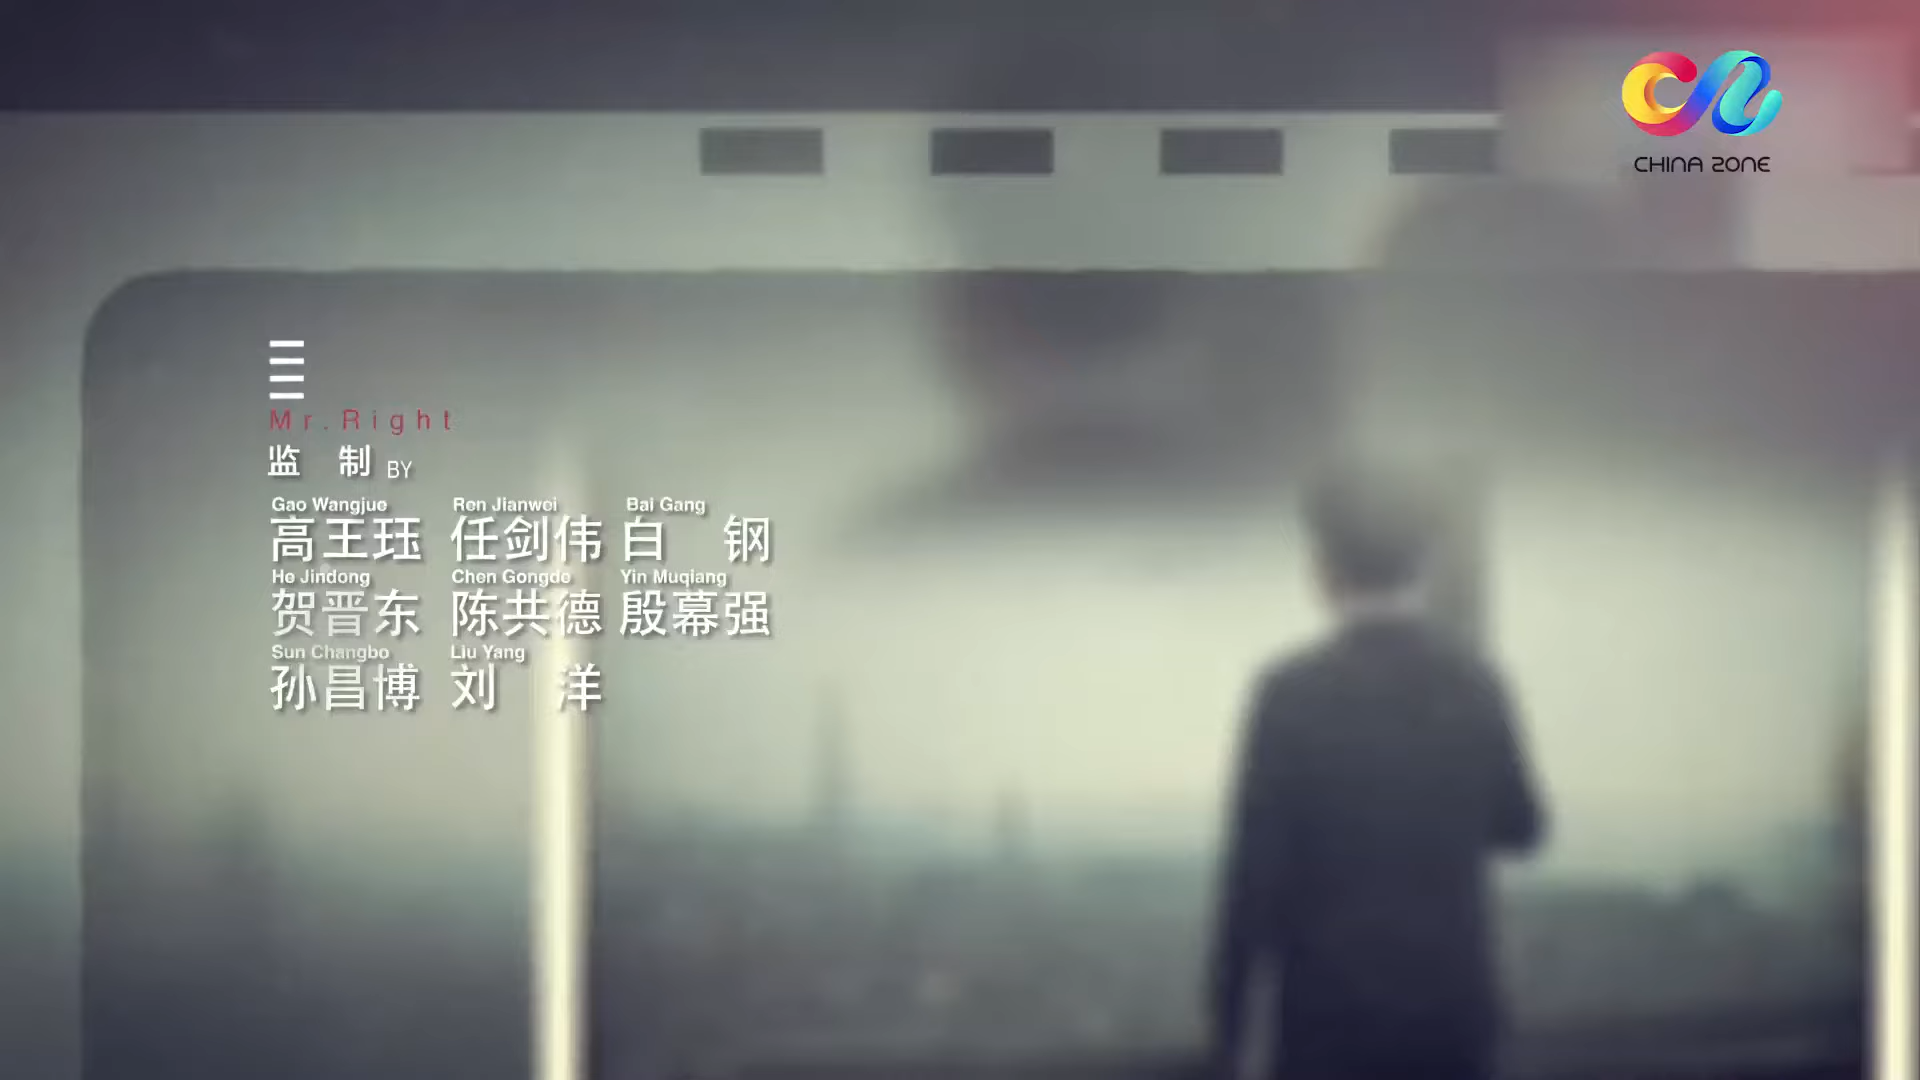 CHINA ZONE
Mr.Right
监 制 BY
Gao Wangjue Ren Jianwei Bai Gang
高王珏 任剑伟 白 钢
He Jindong Chen Gongde Yin Muqiang
贺晋东 陈共德 殷幕强
Sun Changbo Liu Yang
孙昌博 刘 洋